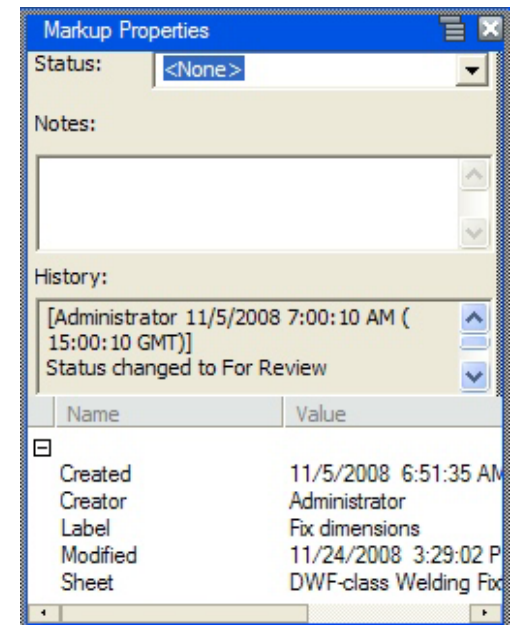 Markup Properties
Status: <None>
Notes:
History:
[Administrator 11/5/2008 7:00:10 AM (
15:00:10 GMT)]
Status changed to For Review
Name Value
Created 11/5/2008 6:51:35 AM
Creator Administrator
Label Fix dimensions
Modified 11/24/2008 3:29:02 P
Sheet DWF-class Welding Fix